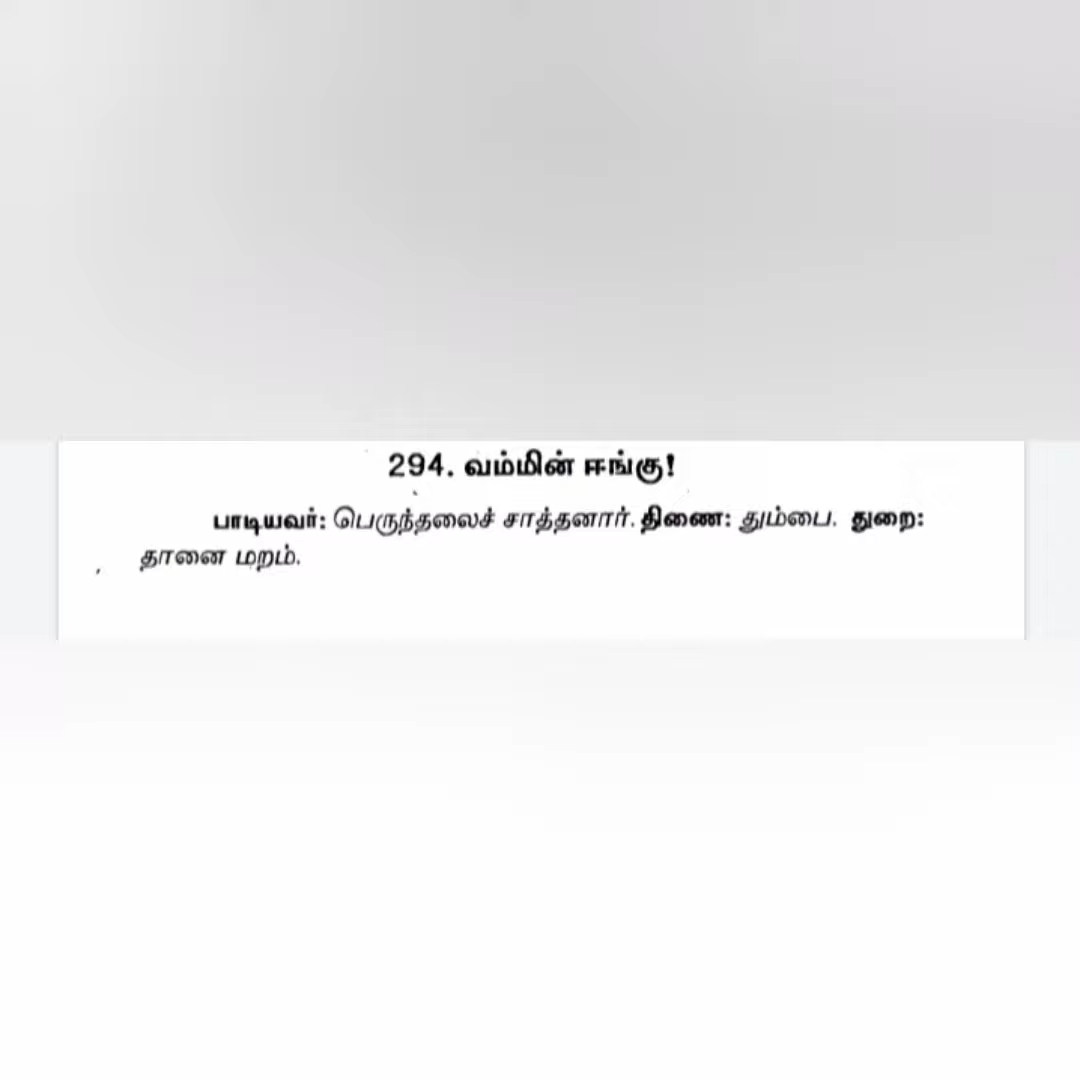 294. வம்மின் ஈங்கு!
பாடியவர்: பெருந்தலைச் சாத்தனார். திணை: தும்பை. துறை:
தானை மறம்.